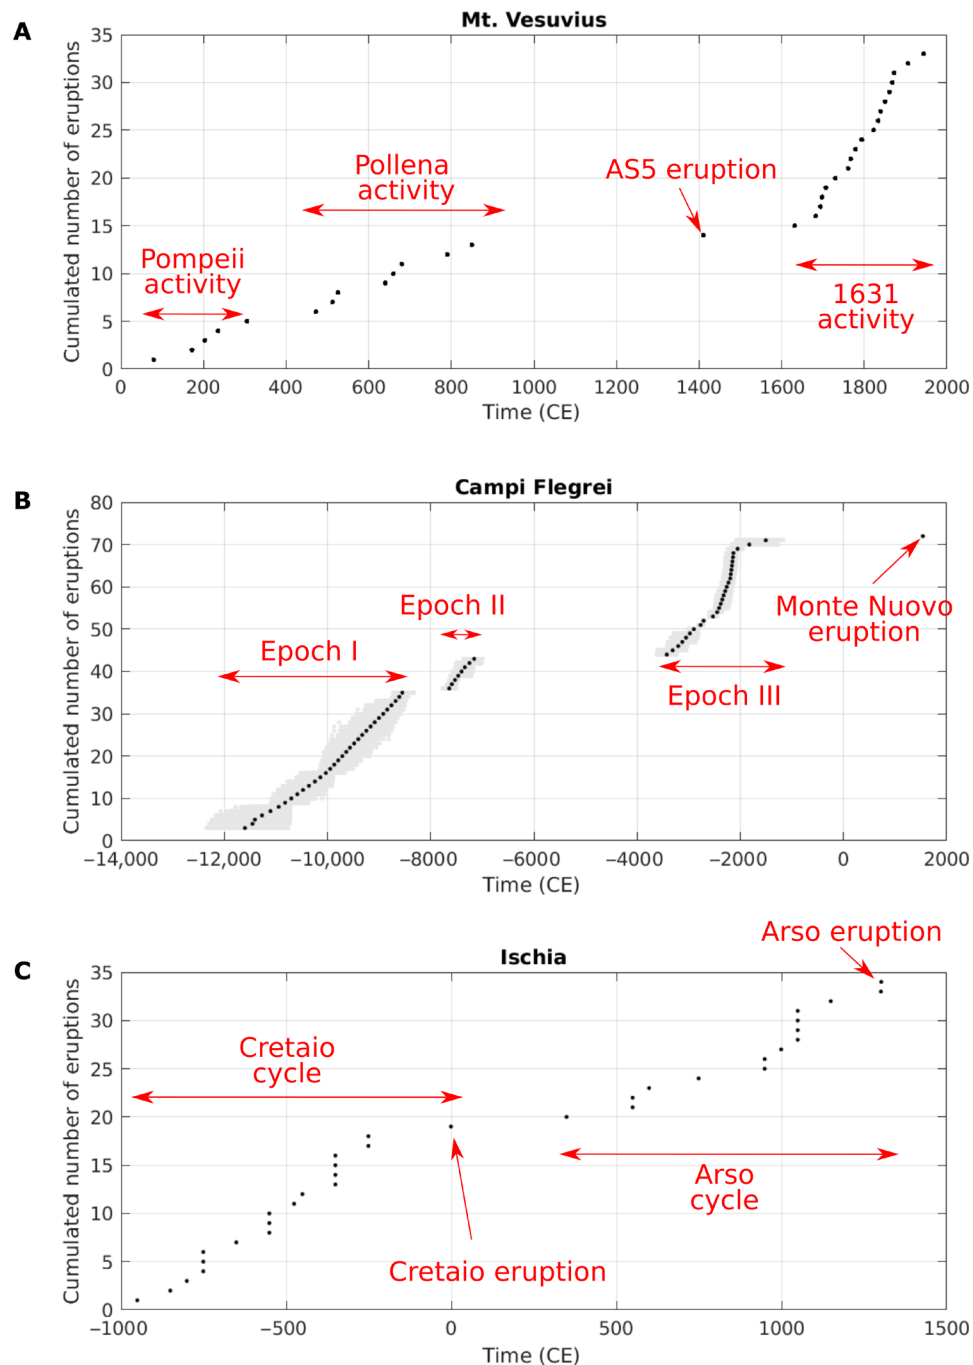 A
Mt. Vesuvius
Cumulated number of eruptions
35
30
25
20
15
10
5
0
Pompeii
activity
Pollena
activity
AS5 eruption
1631
activity
0 200 400 600 800 1000 1200 1400 1600 1800 2000
Time (CE)
B
Campi Flegrei
Cumulated number of eruptions
80
70
60
50
40
30
20
10
0
Epoch I
Epoch II
Epoch III
Monte Nuovo
eruption
−14,000 −12,000 −10,000 −8000 −6000 −4000 −2000 0 2000
Time (CE)
C
Ischia
Cumulated number of eruptions
35
30
25
20
15
10
5
0
Arso eruption
Cretaio
cycle
Arso
cycle
Cretaio eruption
−1000 −500 0 500 1000 1500
Time (CE)